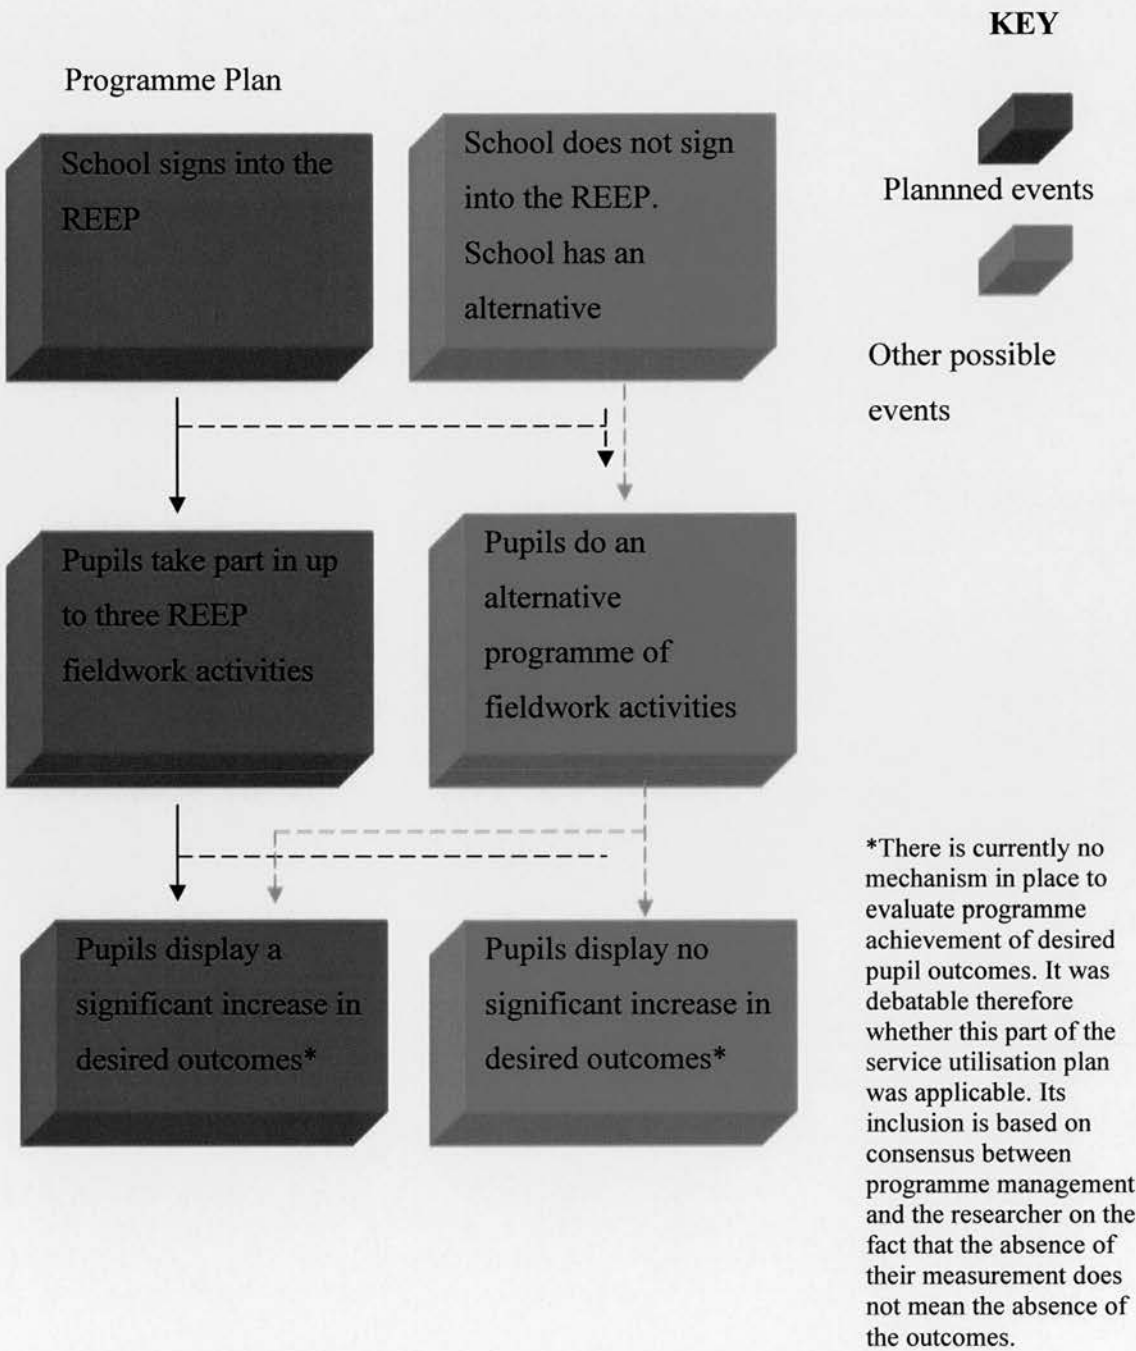 KEY
Programme Plan
School signs into the
REEP
School does not sign
into the REEP.
School has an
alternative
Plannned events
Other possible
events
Pupils take part in up
to three REEP
fieldwork activities
Pupils do an
alternative
programme of
fieldwork activities
Pupils display a
significant increase in
desired outcomes*
Pupils display no
significant increase in
desired outcomes*
*There is currently no
mechanism in place to
evaluate programme
achievement of desired
pupil outcomes. It was
debatable therefore
whether this part of the
service utilisation plan
was applicable. Its
inclusion is based on
consensus between
programme management
and the researcher on the
fact that the absence of
their measurement does
not mean the absence of
the outcomes.